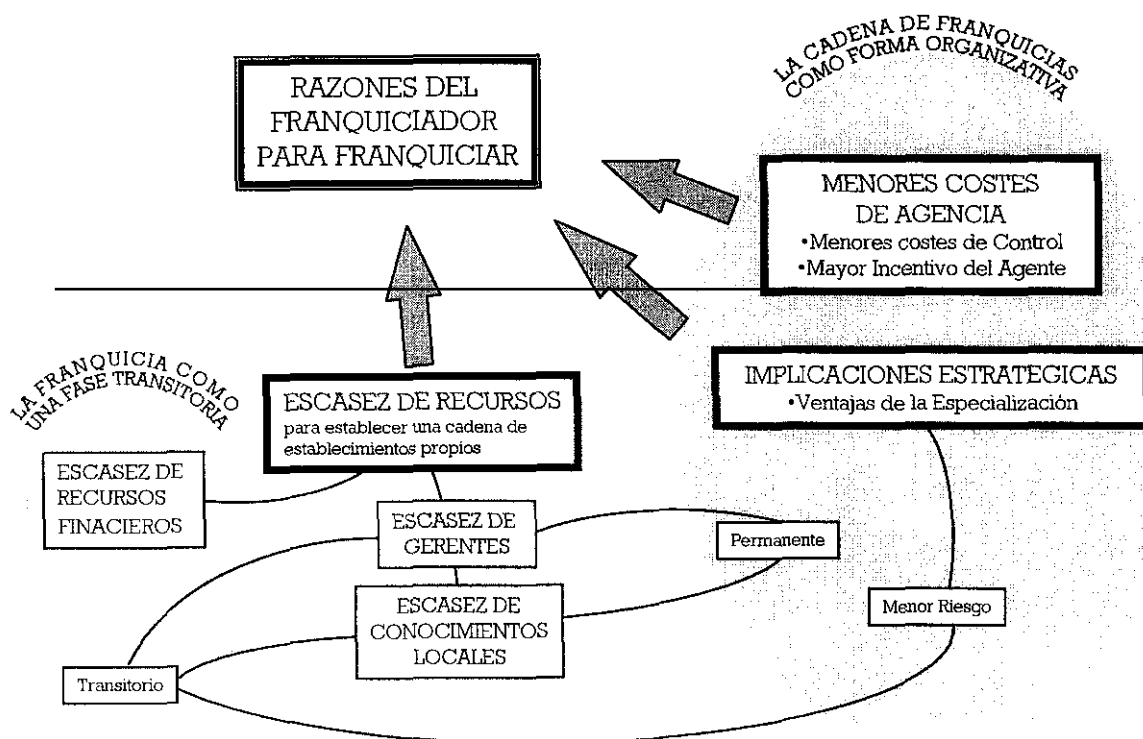 LA CADENA DE FRANQUICIAS
COMO FORMA ORGANIZATIVA
RAZONES DEL
FRANQUICIADOR
PARA FRANQUICIAR
MENORES COSTES
DE AGENCIA
•Menores costes de Control
•Mayor Incentivo del Agente
LA FRANQUICIA COMO
UNA FASE TRANSITORIA
ESCASEZ DE RECURSOS
para establecer una cadena de
establecimientos propios
IMPLICACIONES ESTRATEGICAS
•Ventajas de la Especialización
ESCASEZ DE
RECURSOS
FINACIEROS
ESCASEZ DE
GERENTES
Permanente
ESCASEZ DE
CONOCIMIENTOS
LOCALES
Menor Riesgo
Transitorio